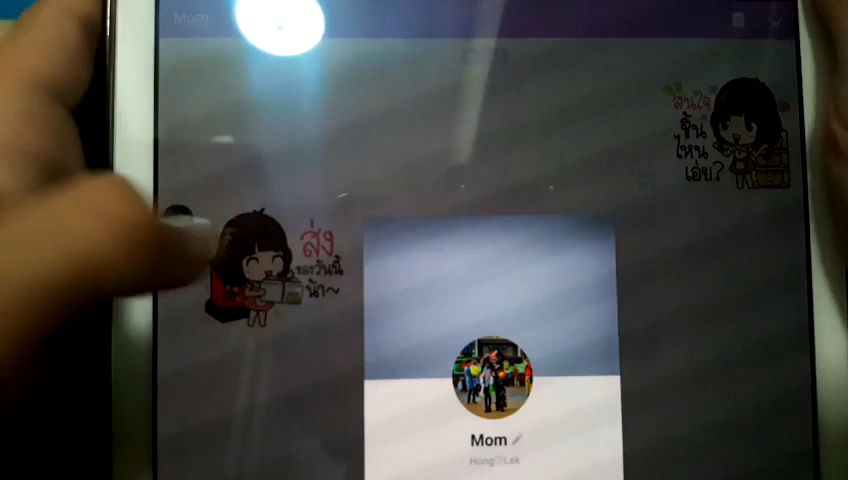 Mom
สนใจ
ชิ้น
ไหน
เอ่ย?
ส่ง
ของวันนี้
น้า~
Mom
Hong♡Lek